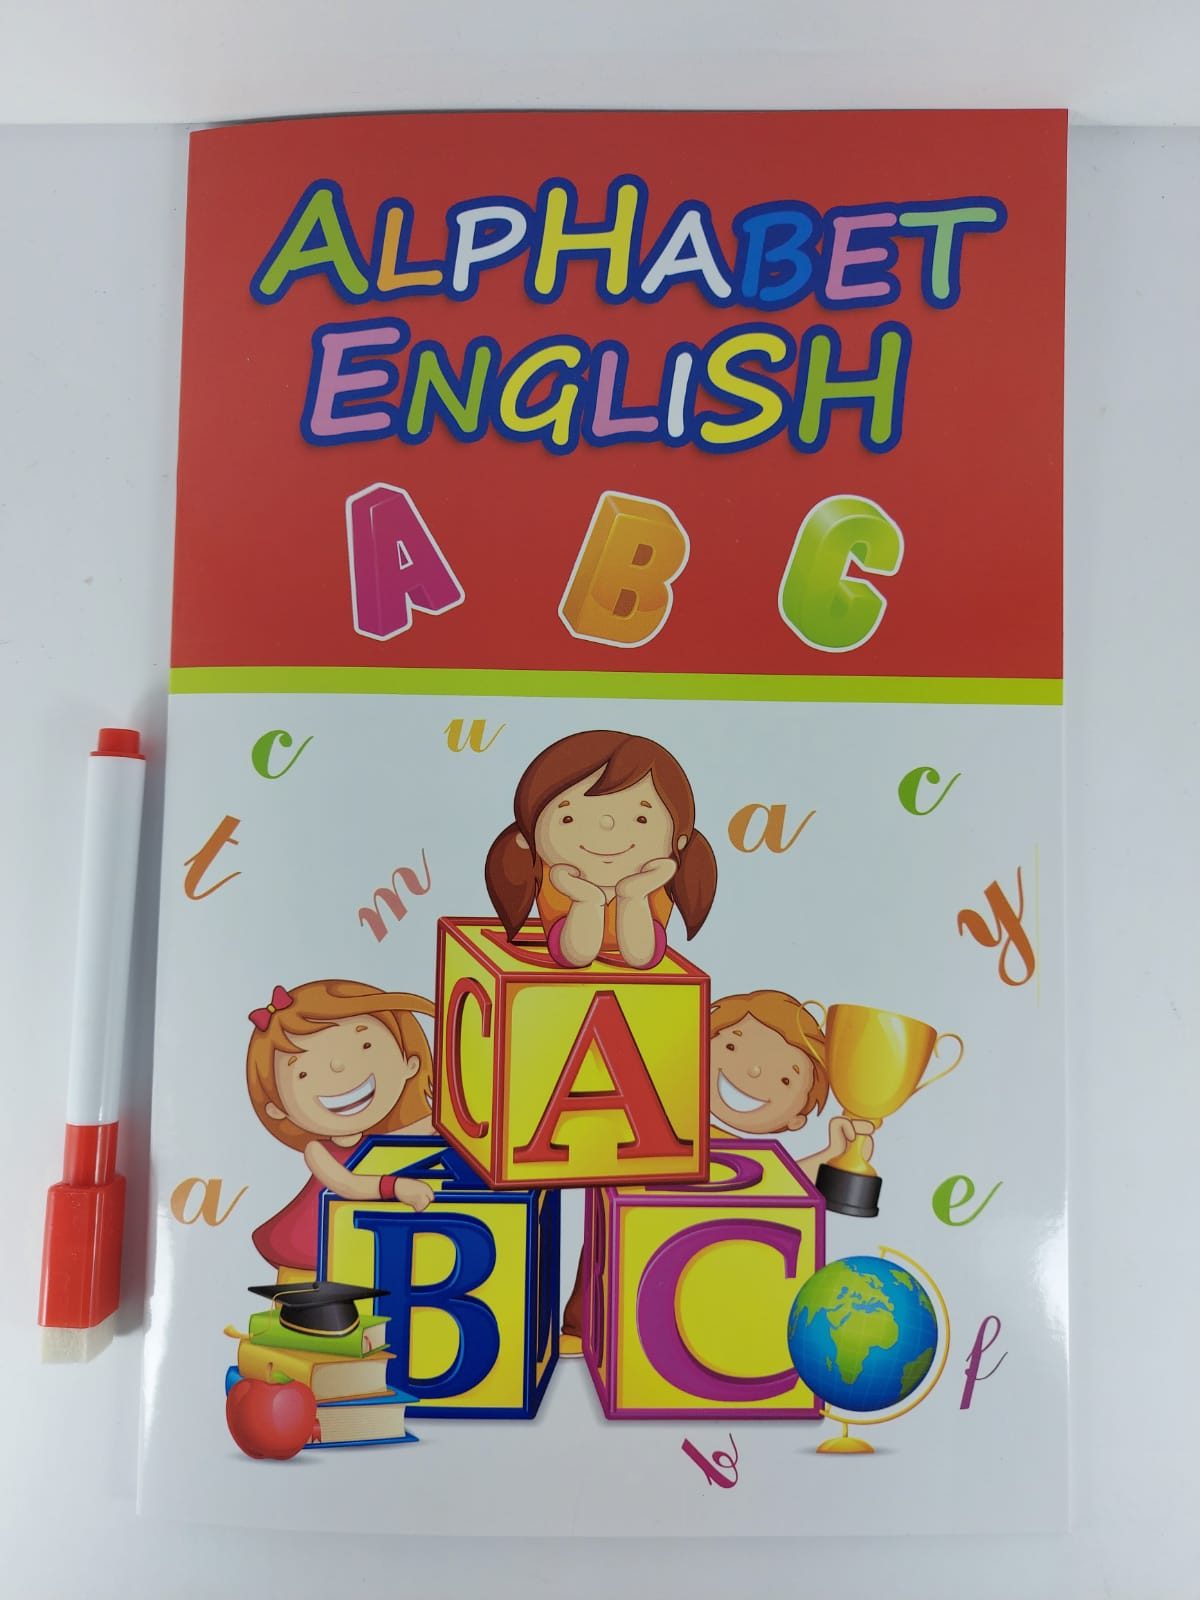 ALPHABET
ENGLISH
A B C
c u
a c
t m y
C A
a e
B C
f
b